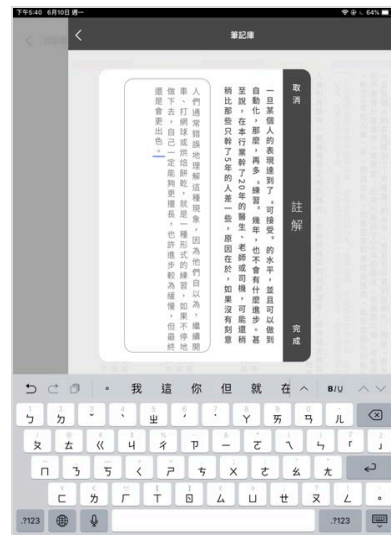 下午5:40 6月10日 週一
64%
筆記庫
取消
註解
完成
一旦某個人的表現達到了「可接受」的水平,並且可以做到
自動化,那麼,再多「練習」幾年,也不會有什麼進步。甚
至說,在本行業幹了20年的醫生、老師或司機,可能還稍
稍比那些只幹了5年的人差一些,原因在於,如果沒有刻意
人們通常錯誤地理解這種現象,因為他們自以為,繼續開
車、打網球或烘焙餅乾,就是一種形式的練習,如果不停地
做下去,自己一定能夠更擅長,也許進步較為緩慢,但最終
還是會更出色。
。 我 這 你 但 就 在 B/U
ㄅ ㄉ ˇ ˋ ㄓ ˊ ˙ ㄚ ㄞ ㄢ ㄦ
ㄆ ㄊ ㄍ ㄐ ㄔ ㄗ ㄧ ㄛ ㄟ ㄣ
ㄇ ㄋ ㄎ ㄑ ㄕ ㄘ ㄨ ㄜ ㄠ ㄤ
ㄈ ㄌ ㄏ ㄒ ㄖ ㄙ ㄩ ㄝ ㄡ ㄥ 。
.?123 .?123